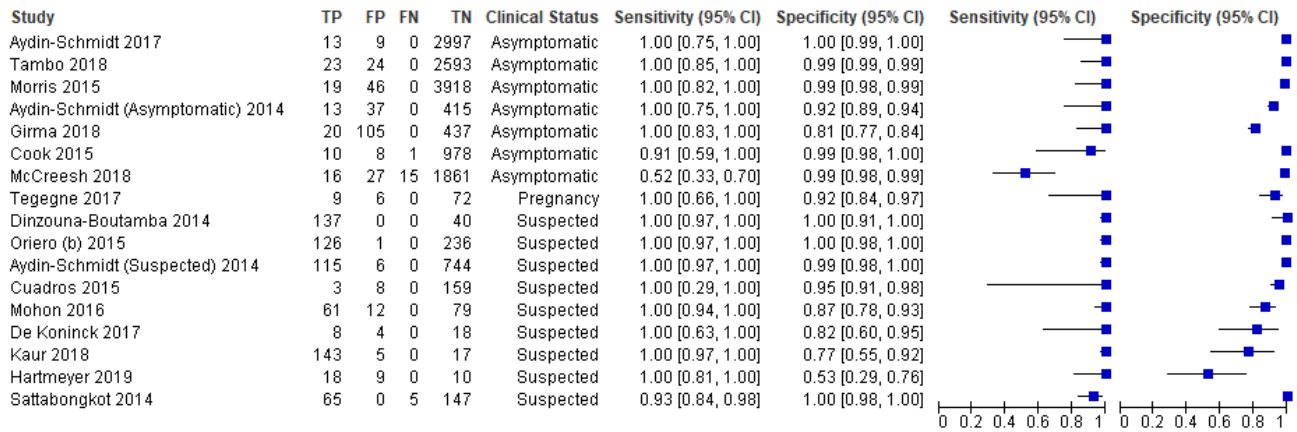 Study TP FP FN TN Clinical Status Sensitivity (95% CI) Specificity (95% CI) Sensitivity (95% CI) Specificity (95% CI)
Aydin-Schmidt 2017 13 9 0 2997 Asymptomatic 1.00 [0.75, 1.00] 1.00 [0.99, 1.00]
Tambo 2018 23 24 0 2593 Asymptomatic 1.00 [0.85, 1.00] 0.99 [0.99, 0.99]
Morris 2015 19 46 0 3918 Asymptomatic 1.00 [0.82, 1.00] 0.99 [0.98, 0.99]
Aydin-Schmidt (Asymptomatic) 2014 13 37 0 415 Asymptomatic 1.00 [0.75, 1.00] 0.92 [0.89, 0.94]
Girma 2018 20 105 0 437 Asymptomatic 1.00 [0.83, 1.00] 0.81 [0.77, 0.84]
Cook 2015 10 8 1 978 Asymptomatic 0.91 [0.59, 1.00] 0.99 [0.98, 1.00]
McCreesh 2018 16 27 15 1861 Asymptomatic 0.52 [0.33, 0.70] 0.99 [0.98, 0.99]
Tegegne 2017 9 6 0 72 Pregnancy 1.00 [0.66, 1.00] 0.92 [0.84, 0.97]
Dinzouna-Boutamba 2014 137 0 0 40 Suspected 1.00 [0.97, 1.00] 1.00 [0.91, 1.00]
Oriero (b) 2015 126 1 0 236 Suspected 1.00 [0.97, 1.00] 1.00 [0.98, 1.00]
Aydin-Schmidt (Suspected) 2014 115 6 0 744 Suspected 1.00 [0.97, 1.00] 0.99 [0.98, 1.00]
Cuadros 2015 3 8 0 159 Suspected 1.00 [0.29, 1.00] 0.95 [0.91, 0.98]
Mohon 2016 61 12 0 79 Suspected 1.00 [0.94, 1.00] 0.87 [0.78, 0.93]
De Koninck 2017 8 4 0 18 Suspected 1.00 [0.63, 1.00] 0.82 [0.60, 0.95]
Kaur 2018 143 5 0 17 Suspected 1.00 [0.97, 1.00] 0.77 [0.55, 0.92]
Hartmeyer 2019 18 9 0 10 Suspected 1.00 [0.81, 1.00] 0.53 [0.29, 0.76]
Sattabongkot 2014 65 0 5 147 Suspected 0.93 [0.84, 0.98] 1.00 [0.98, 1.00]
0 0.2 0.4 0.6 0.8 1 0 0.2 0.4 0.6 0.8 1